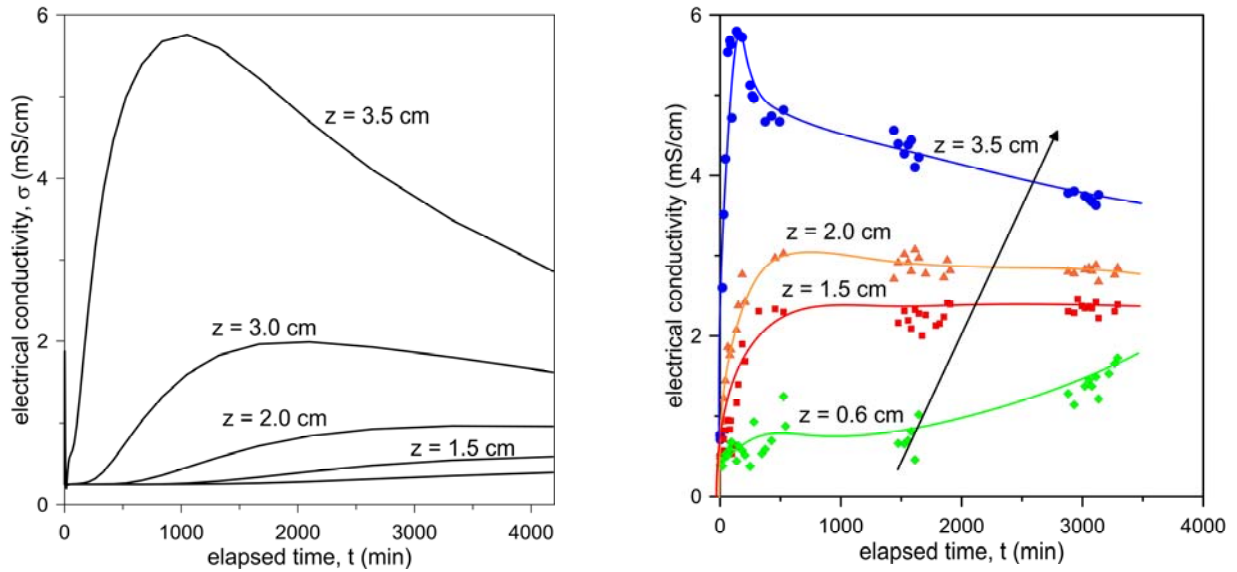 6
4
2
0
electrical conductivity, σ (mS/cm)
z = 3.5 cm
z = 3.0 cm
z = 2.0 cm
z = 1.5 cm
0 1000 2000 3000 4000
elapsed time, t (min)
6
4
2
0
electrical conductivity (mS/cm)
z = 3.5 cm
z = 2.0 cm
z = 1.5 cm
z = 0.6 cm
0 1000 2000 3000 4000
elapsed time, t (min)